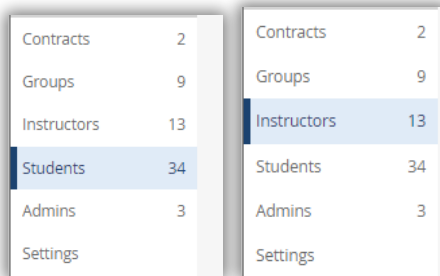 Contracts 2
Groups 9
Instructors 13
Students 34
Admins 3
Settings
Contracts 2
Groups 9
Instructors 13
Students 34
Admins 3
Settings